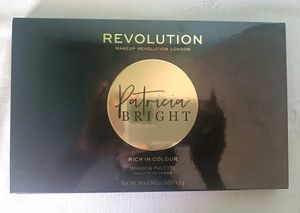 REVOLUTION
MAKEUP REVOLUTION LONDON
Patricia
BRIGHT
RICH IN COLOUR
SHADOW PALETTE